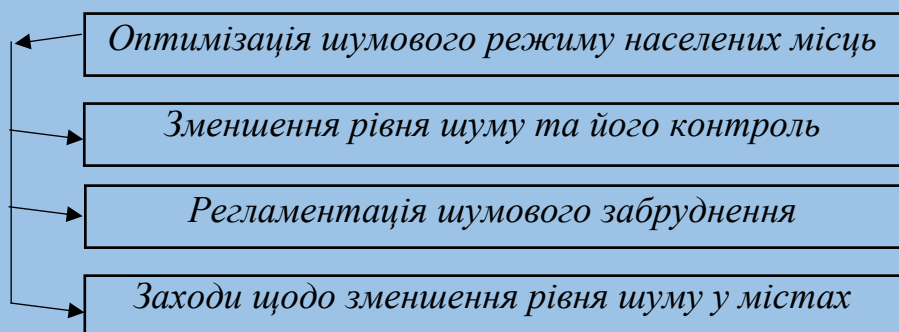 Оптимізація шумового режиму населених місць
Зменшення рівня шуму та його контроль
Регламентація шумового забруднення
Заходи щодо зменшення рівня шуму у містах